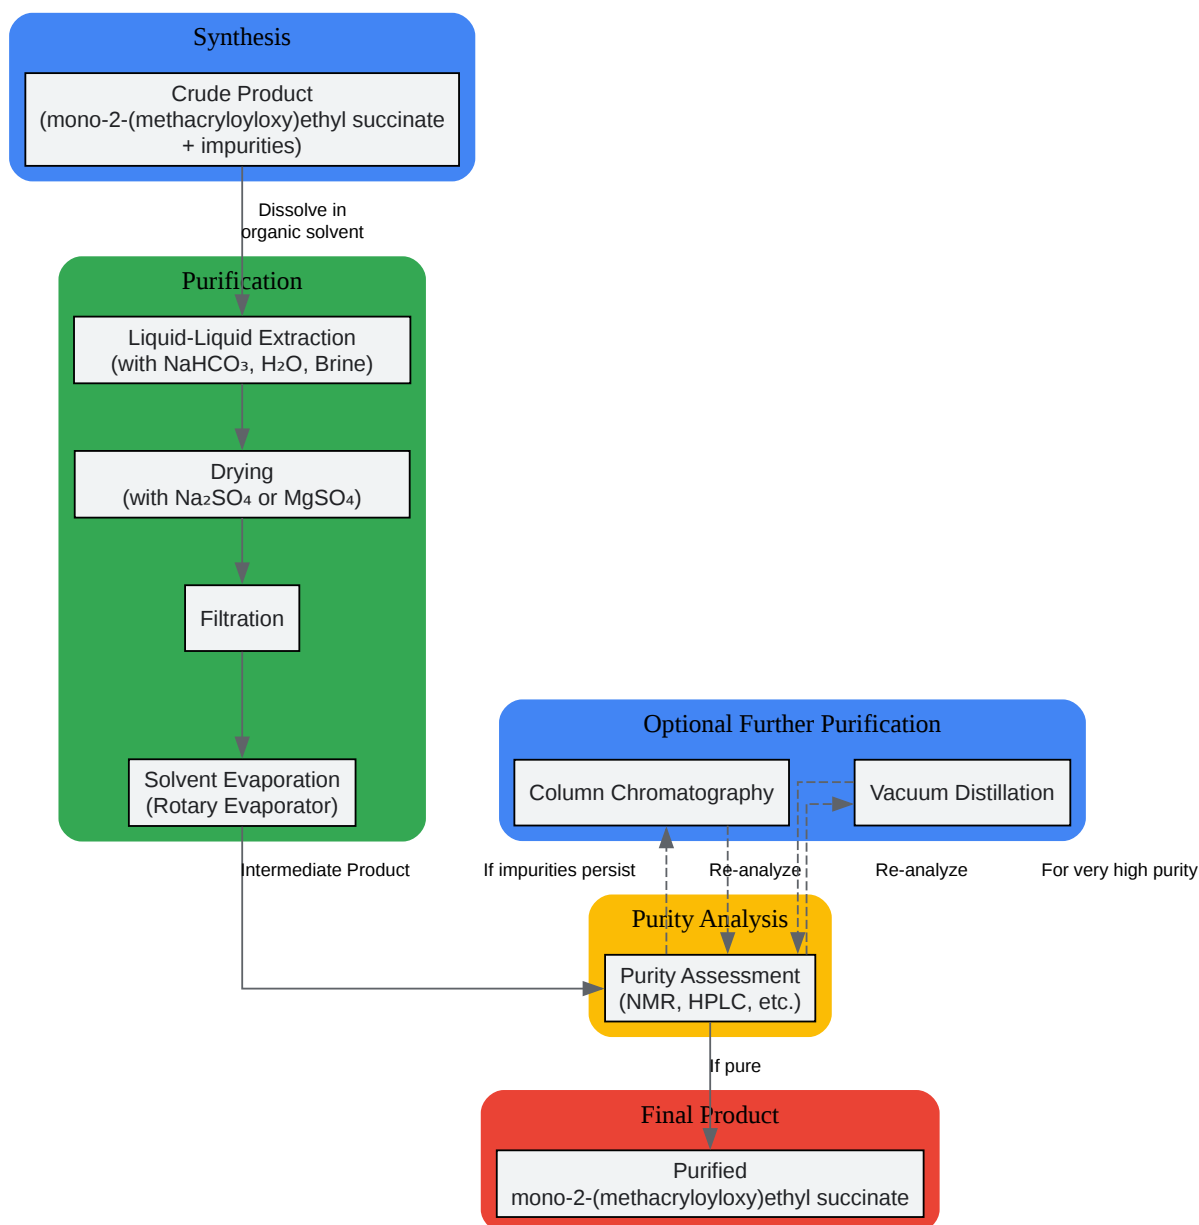 Synthesis
Crude Product
(mono-2-(methacryloyloxy)ethyl succinate
+ impurities)
Dissolve in
organic solvent
Purification
Liquid-Liquid Extraction
(with NaHCO₃, H₂O, Brine)
Drying
(with Na₂SO₄ or MgSO₄)
Filtration
Solvent Evaporation
(Rotary Evaporator)
Optional Further Purification
Column Chromatography
Vacuum Distillation
Intermediate Product
If impurities persist
Re-analyze
Re-analyze
For very high purity
Purity Analysis
Purity Assessment
(NMR, HPLC, etc.)
If pure
Final Product
Purified
mono-2-(methacryloyloxy)ethyl succinate